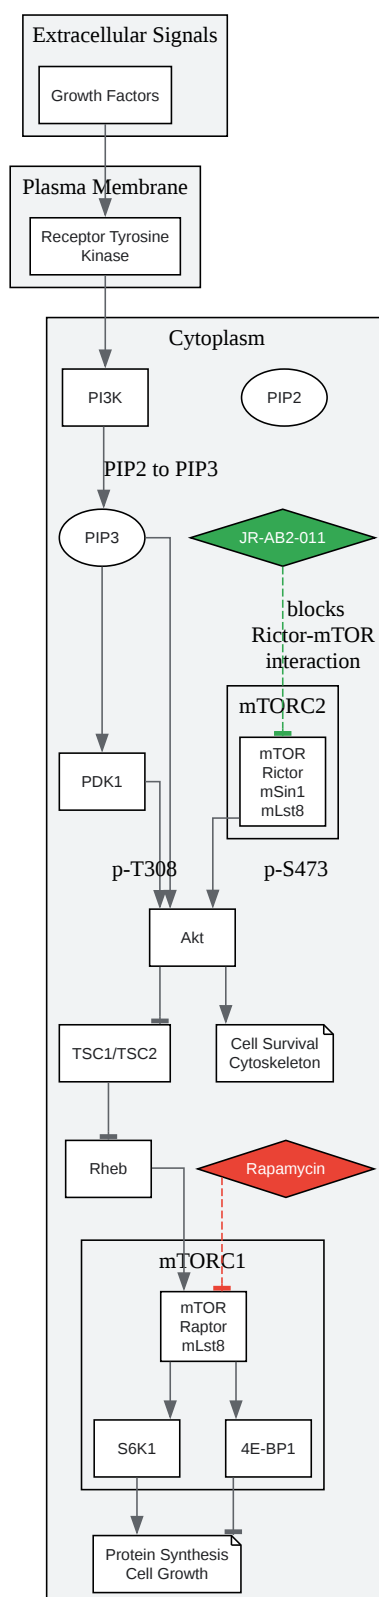 Extracellular Signals
Growth Factors
Plasma Membrane
Receptor Tyrosine
Kinase
Cytoplasm
PI3K
PIP2
PIP2 to PIP3
PIP3
JR-AB2-011
blocks
Rictor-mTOR
interaction
mTORC2
mTOR
Rictor
mSin1
mLst8
PDK1
p-T308
p-S473
Akt
TSC1/TSC2
Cell Survival
Cytoskeleton
Rheb
Rapamycin
mTORC1
mTOR
Raptor
mLst8
S6K1
4E-BP1
Protein Synthesis
Cell Growth